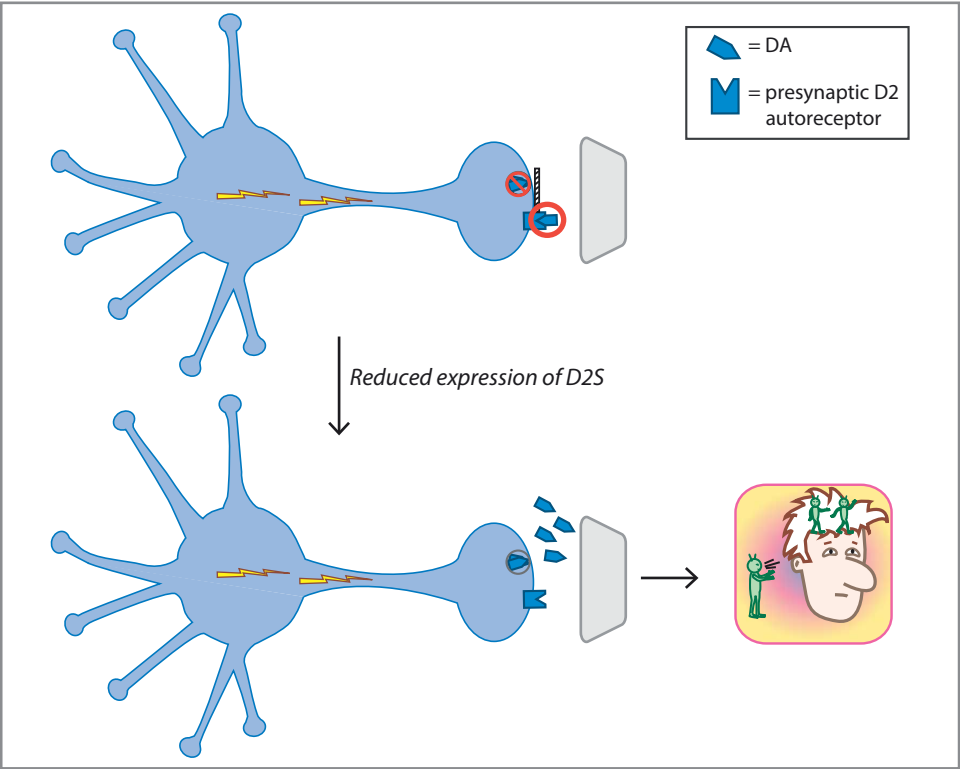 = DA
= presynaptic D2
autoreceptor
Reduced expression of D2S